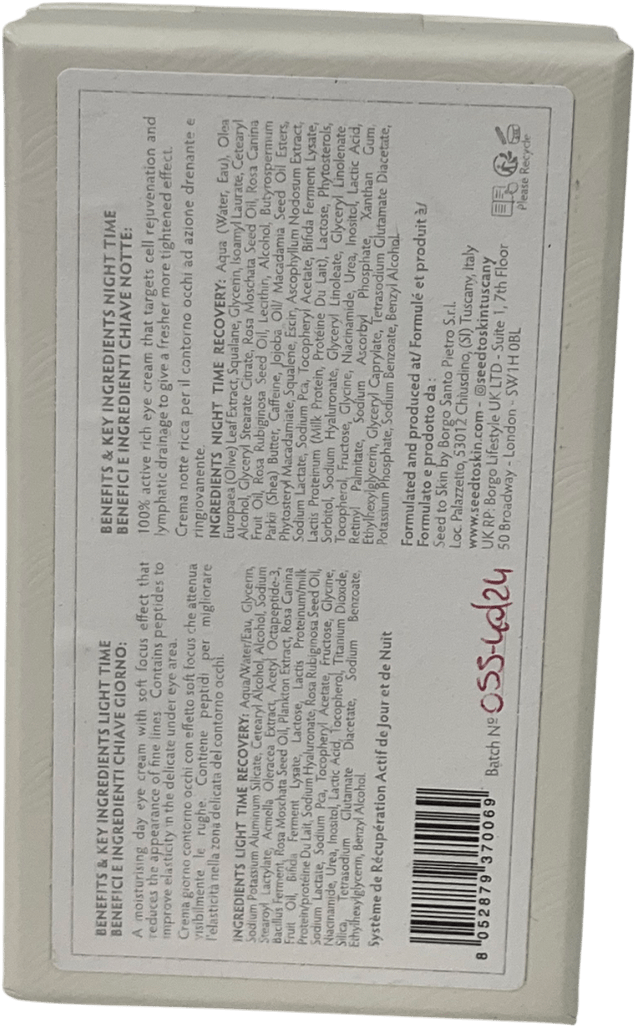 BENEFITS & KEY INGREDIENTS LIGHT TIME
BENEFICI E INGREDIENTI CHIAVE GIORNO:
A moisturising day eye cream with soft focus effect that
reduces the appearance of fine lines Contains peptides to
improve elasticity in the delicate under eye area.
Crema giorno contorno occhi con effetto soft focus che attenua
visibilmente le rughe. Contiene peptidi per migliorare
l'elasticità nella zona delicata del contorno occhi.
INGREDIENTS LIGHT TIME RECOVERY: Aqua/Water/Eau, Glycerin,
Sodium Potassium Aluminum Silicate, Cetearyl Alcohol, Alcohol, Sodium
Stearoyl Lactylate, Acmella Oleracea Extract, Acetyl Octapeptide-3,
Bacillus Ferment, Rosa Moschata Seed Oil, Plankton Extract, Rosa Canina
Fruit Oil, Bifida Ferment Lysate, Lactose, Lactis Proteinum/milk
Protein/protéine Du Lait, Sodium Hyaluronate, Rosa Rubiginosa Seed Oil,
Sodium Lactate, Sodium Pca, Tocopheryl Acetate, Fructose, Glycine,
Niacinamide, Urea, Inositol, Lactic Acid, Tocopherol, Titanium Dioxide,
Silica, Tetrasodium Glutamate Diacetate, Sodium Benzoate,
Ethylhexylglycerin, Benzyl Alcohol.
Système de Récupération Actif de Jour et de Nuit
8 052879 370069
Batch Nº 055-4d/24
BENEFITS & KEY INGREDIENTS NIGHT TIME
BENEFICI E INGREDIENTI CHIAVE NOTTE:
100% active rich eye cream that targets cell rejuvenation and
lymphatic drainage to give a fresher more tightened effect.
Crema notte ricca per il contorno occhi ad azione drenante e
ringiovanente.
INGREDIENTS NIGHT TIME RECOVERY: Aqua (Water, Eau), Olea
Europaea (Olive) Leaf Extract, Squalane, Glycerin, Isoamyl Laurate, Cetearyl
Alcohol, Glyceryl Stearate Citrate, Rosa Moschata Seed Oil, Rosa Canina
Fruit Oil, Rosa Rubiginosa Seed Oil, Lecithin, Alcohol, Butyrospermum
Parkii (Shea) Butter, Caffeine, Jojoba Oil/ Macadamia Seed Oil Esters,
Phytosteryl Macadamiate, Squalene, Escin, Ascophyllum Nodosum Extract,
Sodium Lactate, Sodium Pca, Tocopheryl Acetate, Bifida Ferment Lysate,
Lactis Proteinum (Milk Protein, Protéine Du Lait), Lactose, Phytosterols,
Sorbitol, Sodium Hyaluronate, Glyceryl Linoleate, Glyceryl Linolenate
Tocopherol, Fructose, Glycine, Niacinamide, Urea, Inositol, Lactic Acid,
Retinyl Palmitate, Sodium Ascorbyl Phosphate, Xanthan Gum.
Ethylhexylglycerin, Glyceryl Caprylate, Tetrasodium Glutamate Diacetate,
Potassium Phosphate, Sodium Benzoate, Benzyl Alcohol.
Formulated and produced at/ Formulé et produit à/
Formulato e prodotto da :
Seed to Skin by Borgo Santo Pietro S.r.l.
Loc. Palazzetto, 53012 Chiusdino, (SI) Tuscany, Italy
www.seedtoskin.com - @seedtoskintuscany
UK RP: Borgo Lifestyle UK LTD - Suite 1, 7th Floor
50 Broadway - London - SW1H 0BL
Please Recycle